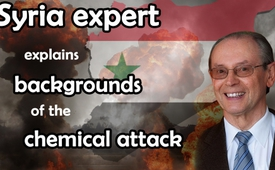 Syria expert
explains
backgrounds
of the
chemical attack